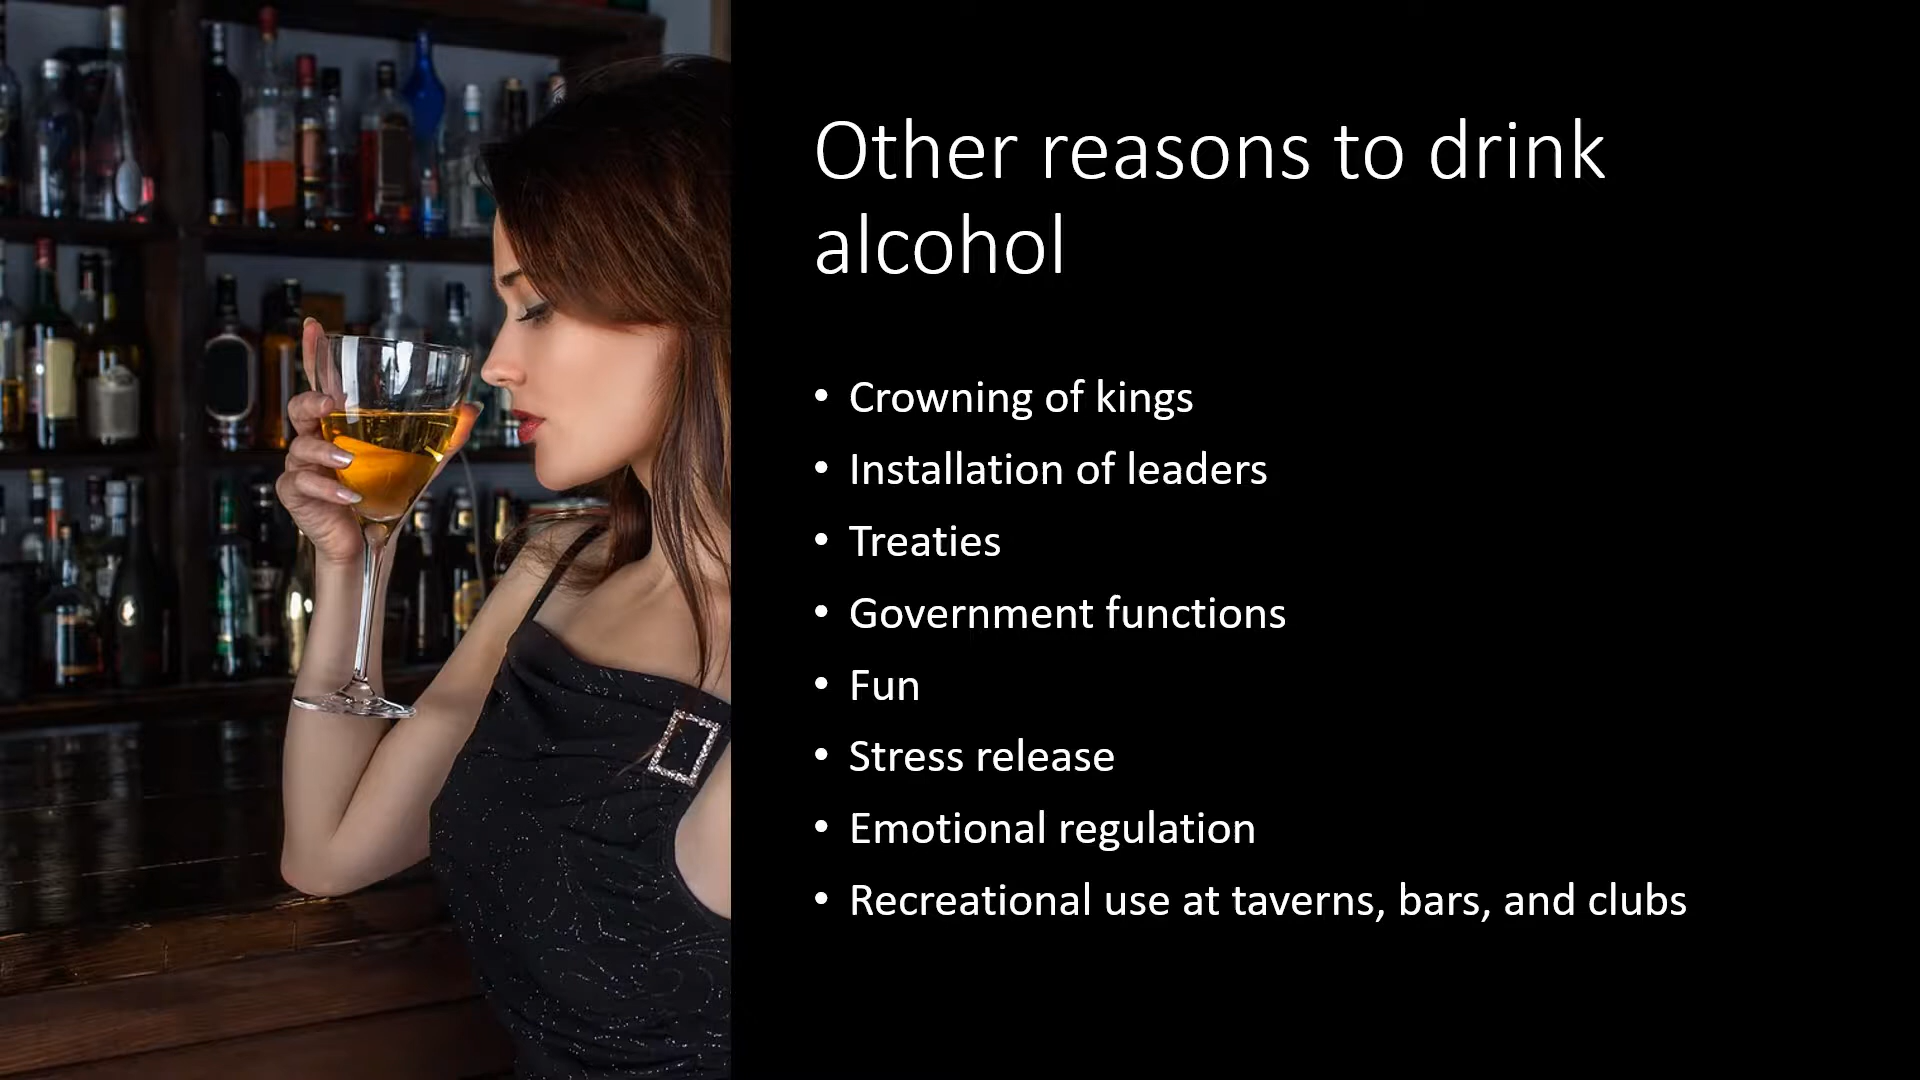 Other reasons to drink
alcohol
• Crowning of kings
• Installation of leaders
• Treaties
• Government functions
• Fun
• Stress release
• Emotional regulation
• Recreational use at taverns, bars, and clubs